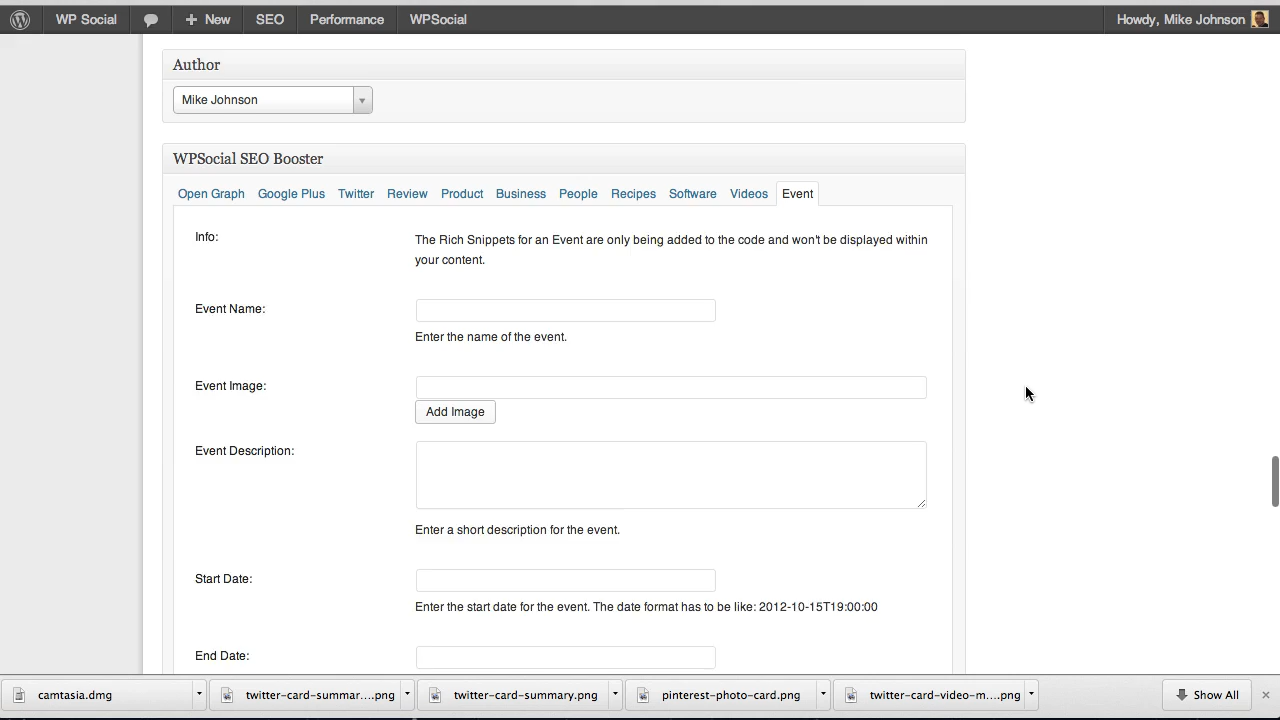 WP Social New SEO Performance WPSocial Howdy, Mike Johnson
Author
Mike Johnson
WPSocial SEO Booster
Open Graph Google Plus Twitter Review Product Business People Recipes Software Videos Event
Info: The Rich Snippets for an Event are only being added to the code and won't be displayed within
your content.
Event Name:
Enter the name of the event.
Event Image:
Add Image
Event Description:
Enter a short description for the event.
Start Date:
Enter the start date for the event. The date format has to be like: 2012-10-15T19:00:00
End Date:
camtasia.dmg twitter-card-summar....png twitter-card-summary.png pinterest-photo-card.png twitter-card-video-m....png Show All